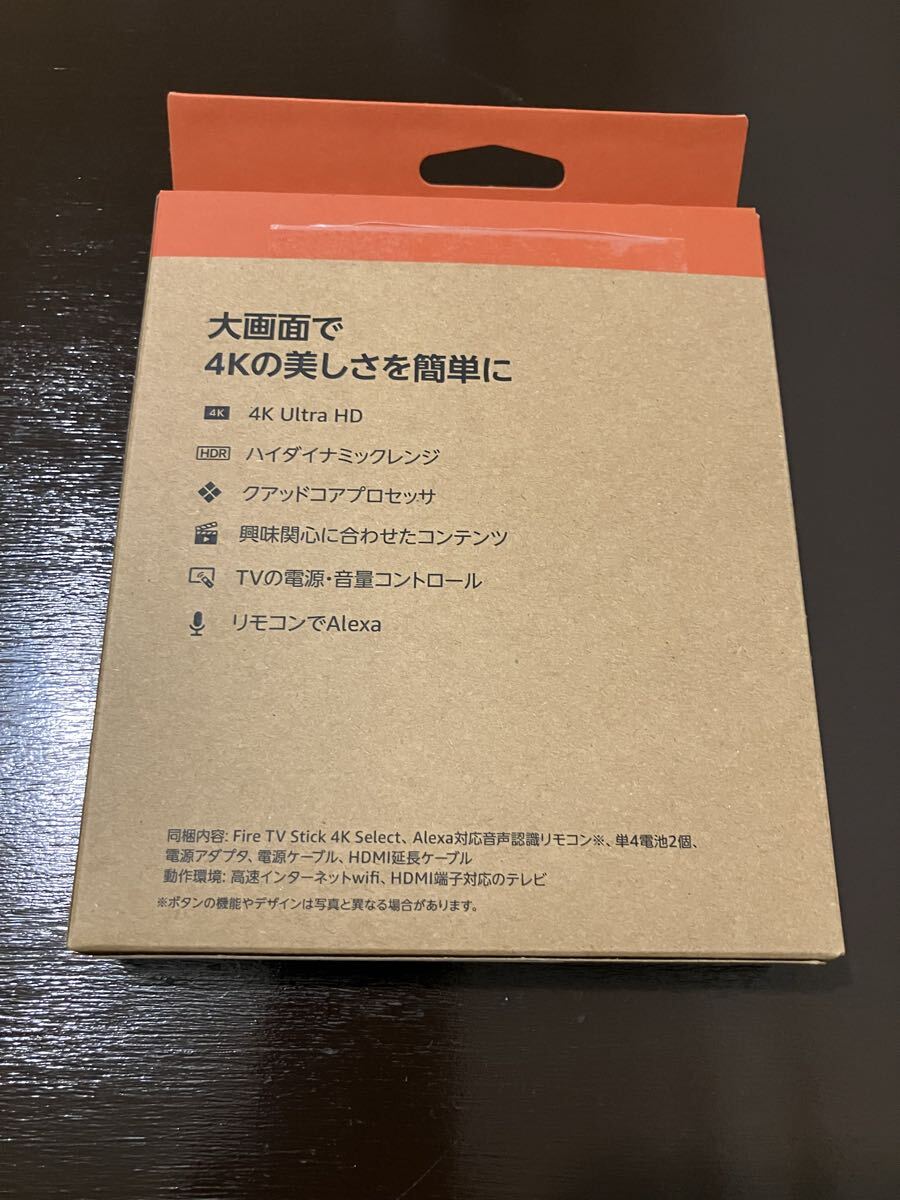 大画面で
4Kの美しさを簡単に
4K 4K Ultra HD
HDR ハイダイナミックレンジ
クアッドコアプロセッサ
興味関心に合わせたコンテンツ
TVの電源・音量コントロール
リモコンでAlexa
同梱内容: Fire TV Stick 4K Select、Alexa対応音声認識リモコン※、単4電池2個、
電源アダプタ、電源ケーブル、HDMI延長ケーブル
動作環境: 高速インターネットwifi、HDMI端子対応のテレビ
※ボタンの機能やデザインは写真と異なる場合があります。